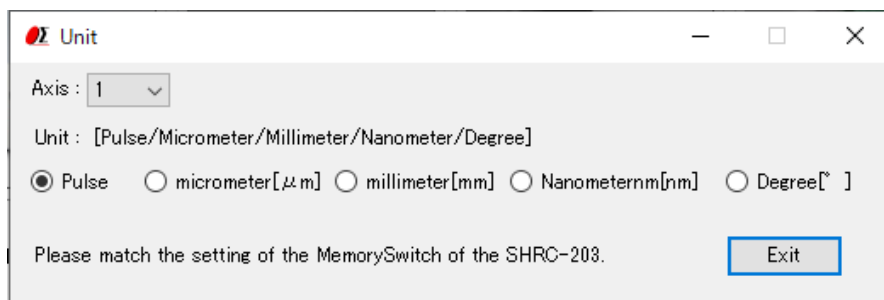 Unit
Axis : 1
Unit : [Pulse/Micrometer/Millimeter/Nanometer/Degree]
Pulse micrometer[μm] millimeter[mm] Nanometernm[nm] Degree[° ]
Please match the setting of the MemorySwitch of the SHRC-203. Exit